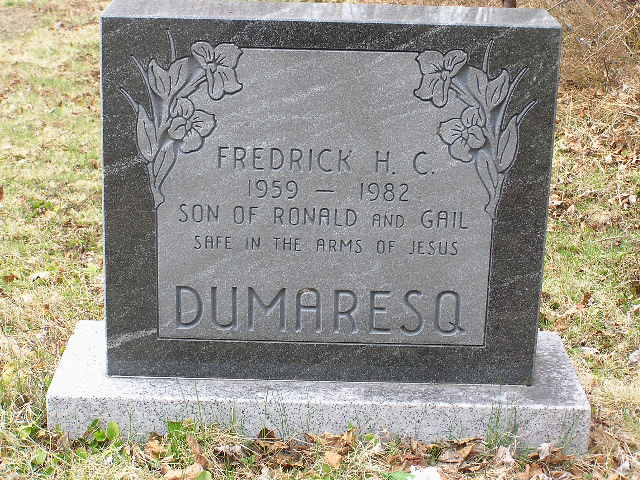 FREDRICK H. C.
1959 — 1982
SON OF RONALD AND GAIL
SAFE IN THE ARMS OF JESUS
DUMARESQ